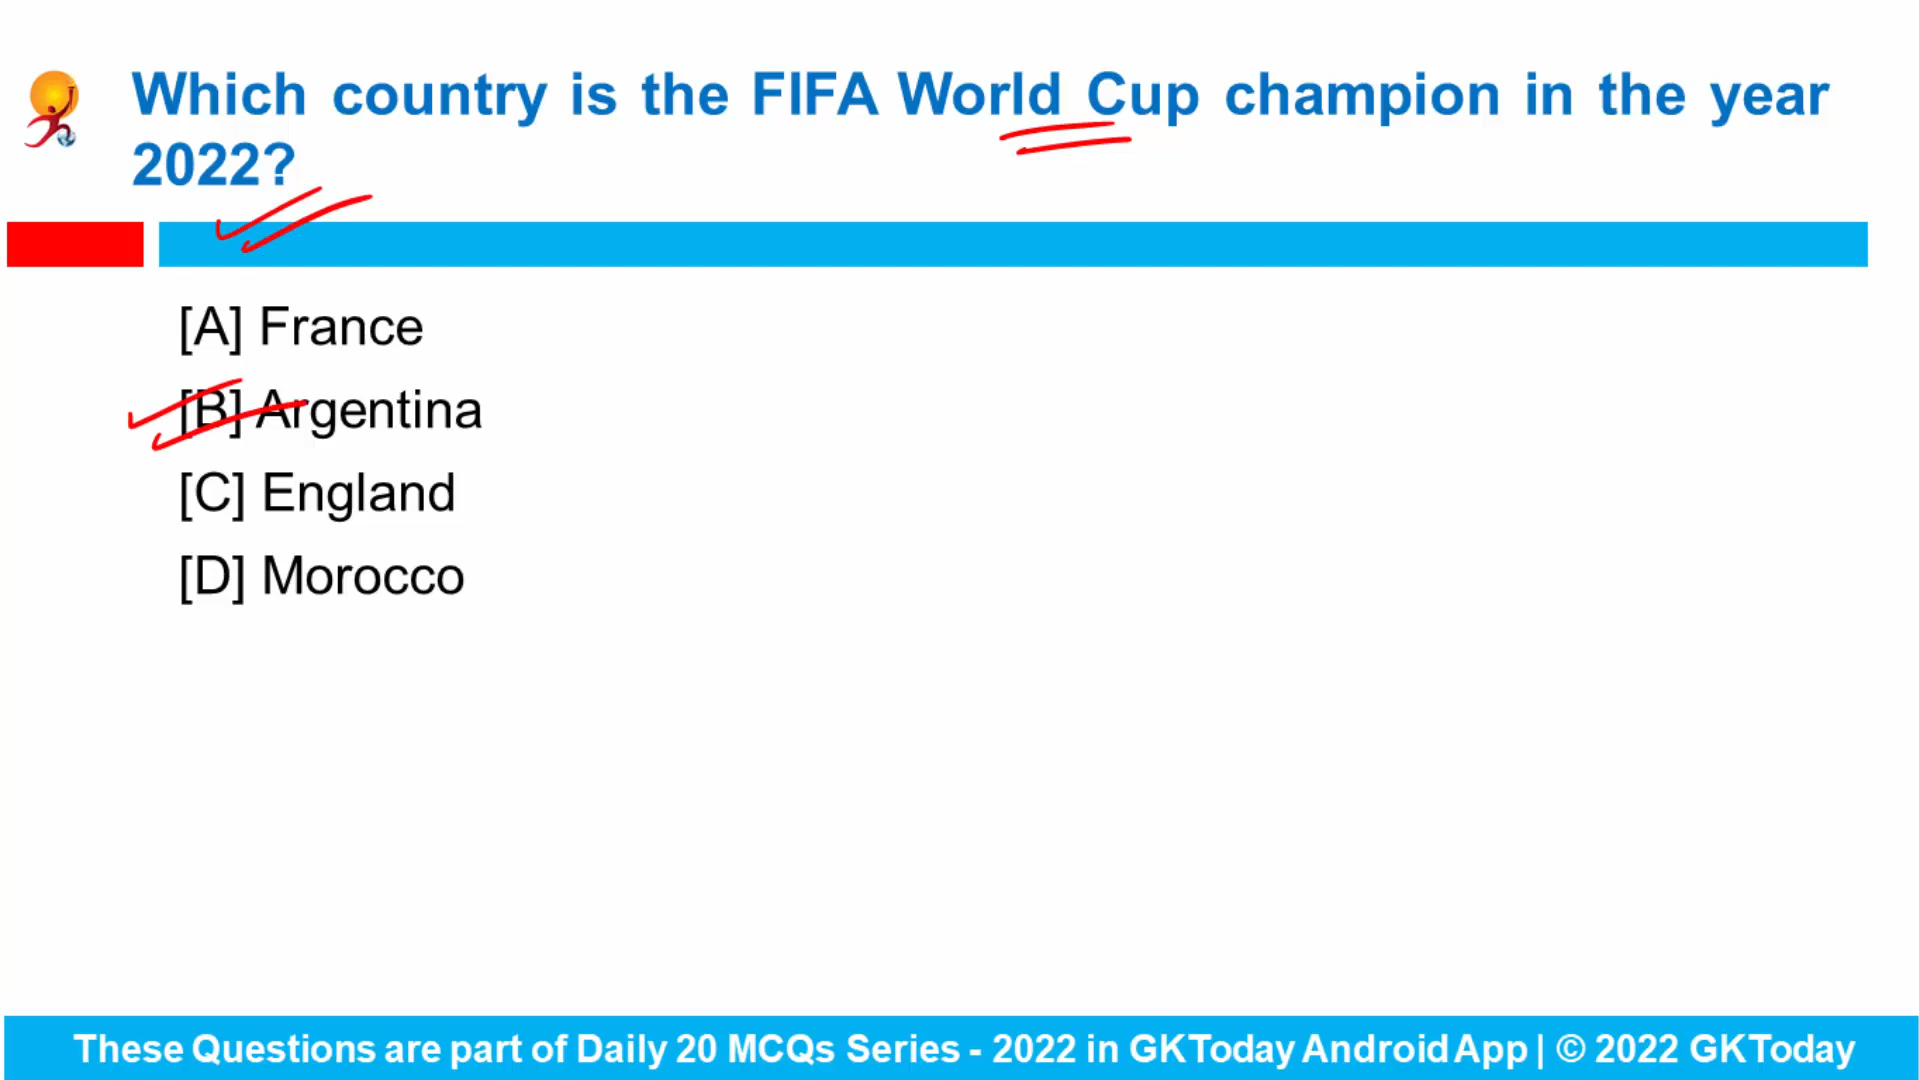 Which country is the FIFA World Cup champion in the year
2022?
[A] France
[B] Argentina
[C] England
[D] Morocco
These Questions are part of Daily 20 MCQs Series - 2022 in GKToday Android App | © 2022 GKToday